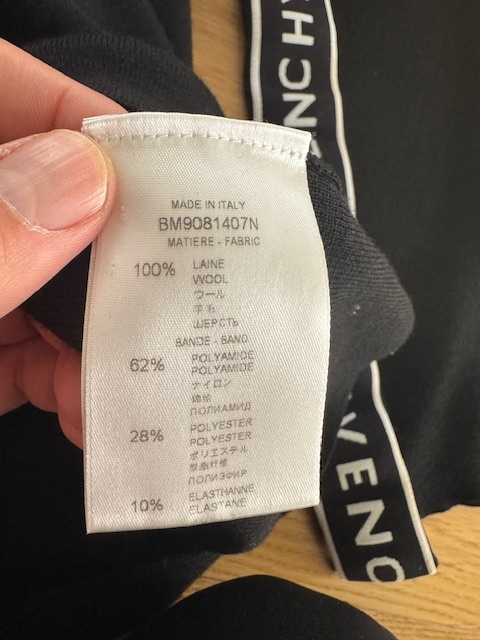 MADE IN ITALY
BM9081407N
MATIERE - FABRIC
100% LAINE
WOOL
ウール
羊毛
ШЕРСТЬ
BANDE - BAND
62% POLYAMIDE
POLYAMIDE
ナイロン
锦纶
ПОЛИАМИД
28% POLYESTER
POLYESTER
ポリエステル
聚酯纤维
ПОЛИЭФИР
10% ELASTHANNE
ELASTANE
ENCHY
VENC